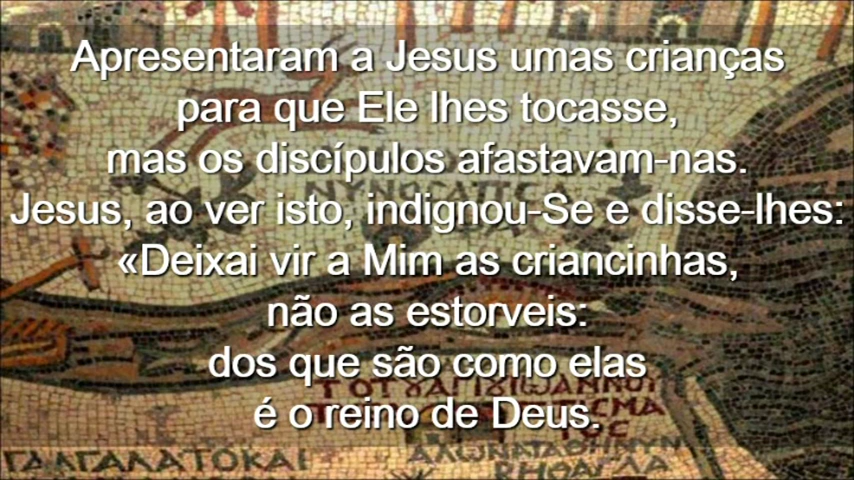 Apresentaram a Jesus umas crianças
para que Ele lhes tocasse,
mas os discípulos afastavam-nas.
Jesus, ao ver isto, indignou-Se e disse-lhes:
«Deixai vir a Mim as criancinhas,
não as estorveis:
dos que são como elas
é o reino de Deus.
ΤΟΤΟΥΑΓΙΟΥΙΩΑΝΝΟΥ
ΓΑΛΓΑΛΑΤΟΚΑΙ